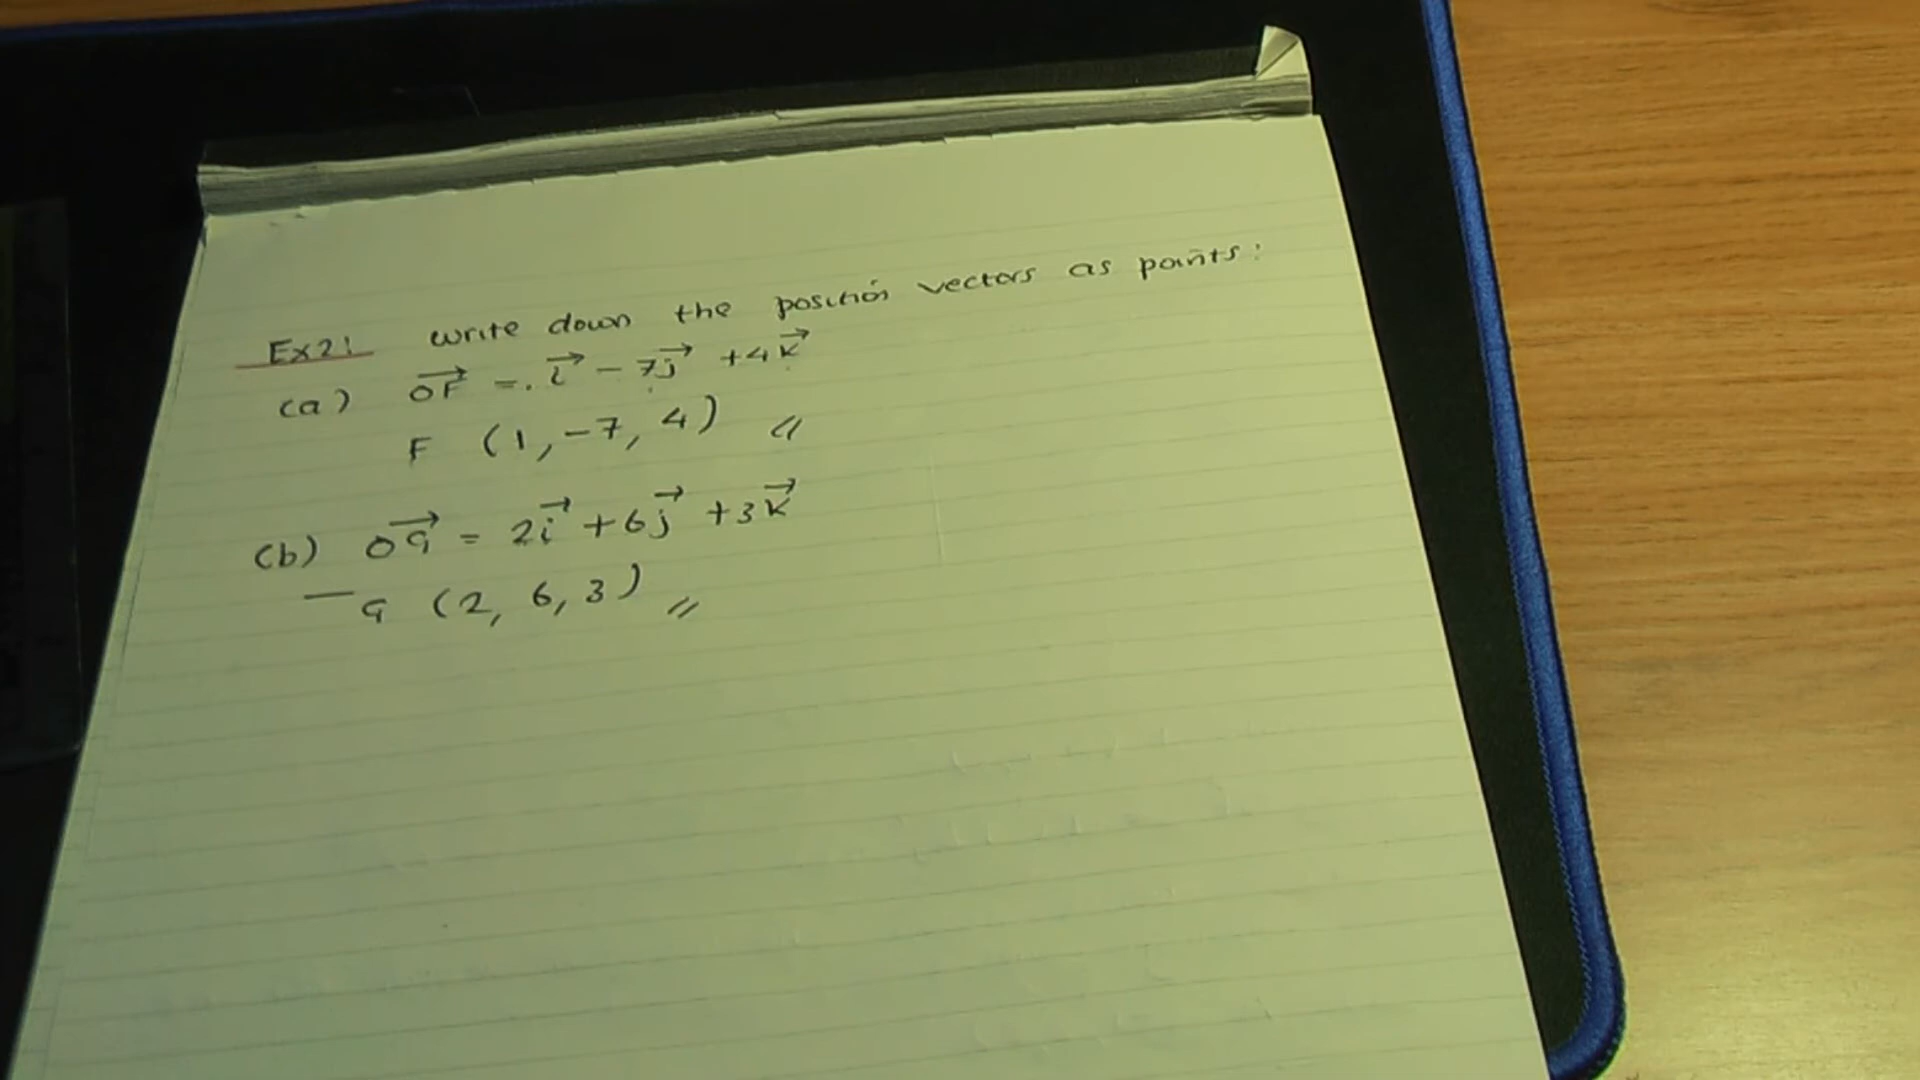 Ex2: write down the position vectors as points:
(a) →OF = i→ - 7j→ + 4k→
F (1, -7, 4) //
(b) →OG = 2i→ + 6j→ + 3k→
G (2, 6, 3) //